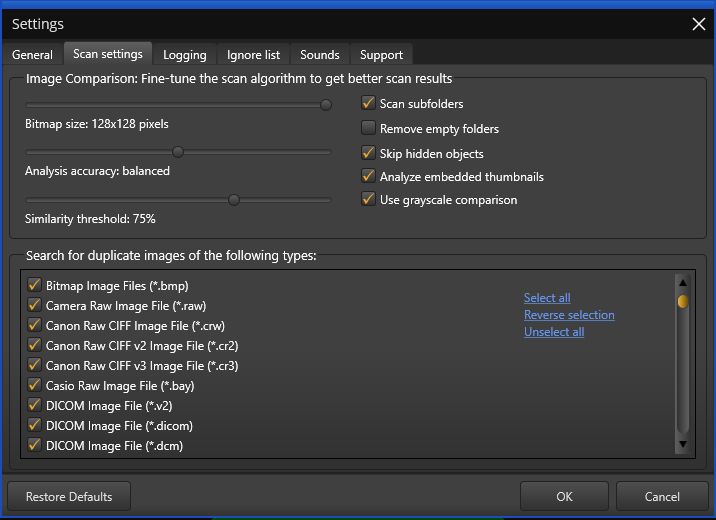 Settings
General Scan settings Logging Ignore list Sounds Support
Image Comparison: Fine-tune the scan algorithm to get better scan results
Bitmap size: 128x128 pixels
Analysis accuracy: balanced
Similarity threshold: 75%
Scan subfolders
Remove empty folders
Skip hidden objects
Analyze embedded thumbnails
Use grayscale comparison
Search for duplicate images of the following types:
Bitmap Image Files (*.bmp)
Camera Raw Image File (*.raw)
Canon Raw CIFF Image File (*.crw)
Canon Raw CIFF v2 Image File (*.cr2)
Canon Raw CIFF v3 Image File (*.cr3)
Casio Raw Image File (*.bay)
DICOM Image File (*.v2)
DICOM Image File (*.dicom)
DICOM Image File (*.dcm)
Select all
Reverse selection
Unselect all
Restore Defaults OK Cancel